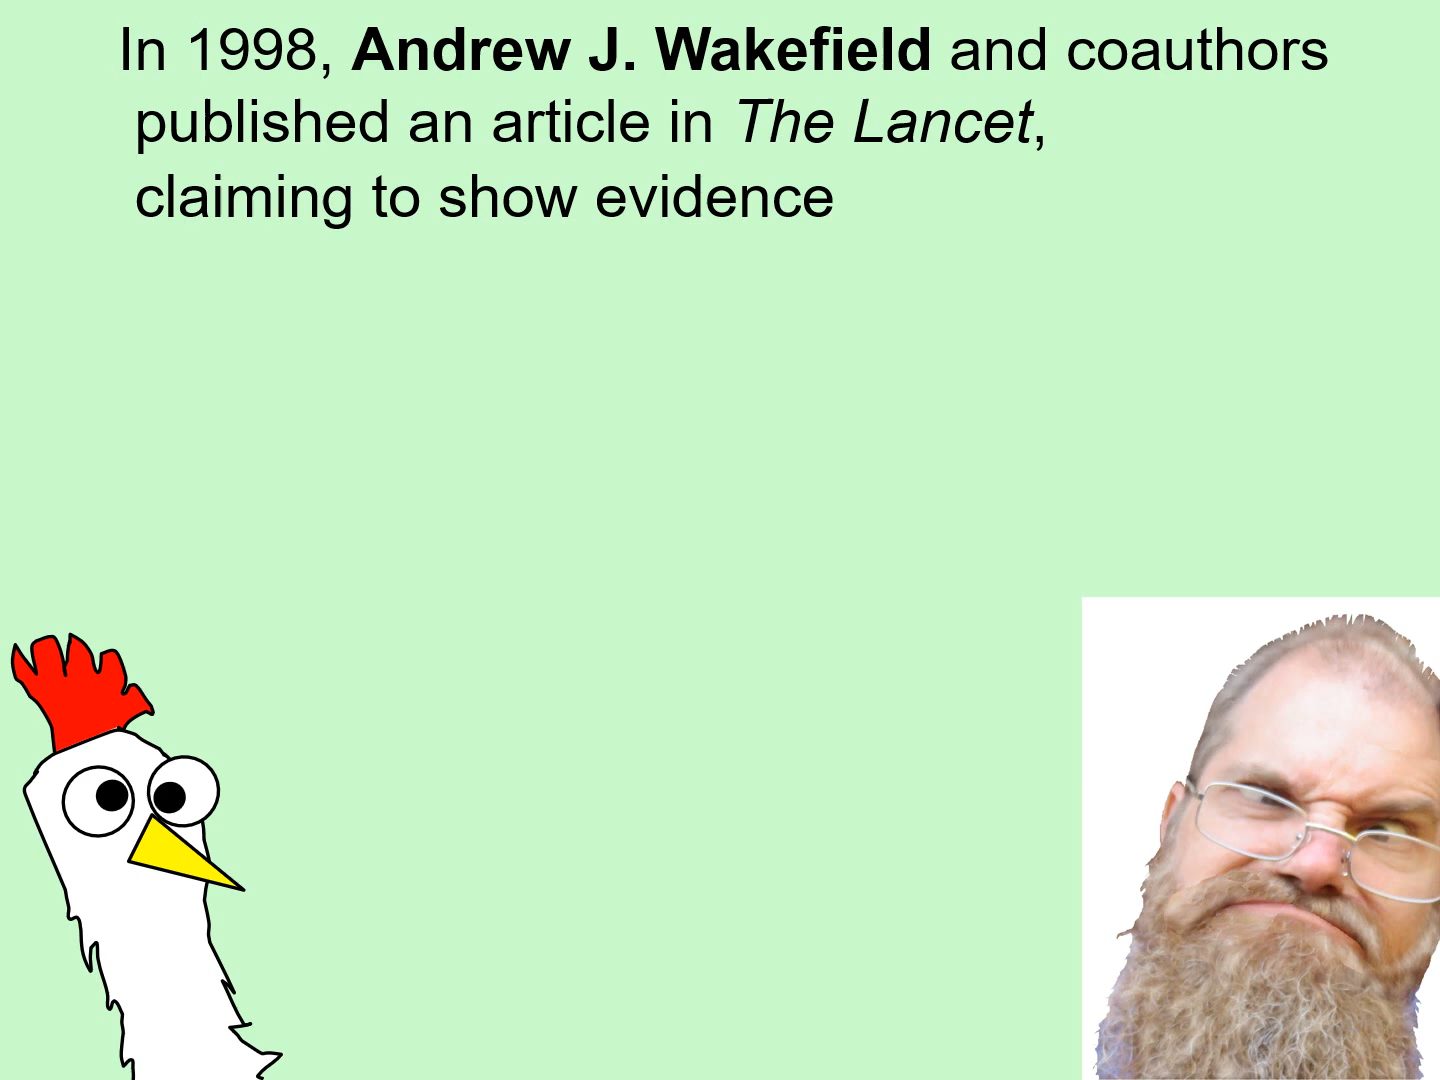 In 1998, Andrew J. Wakefield and coauthors
published an article in The Lancet,
claiming to show evidence